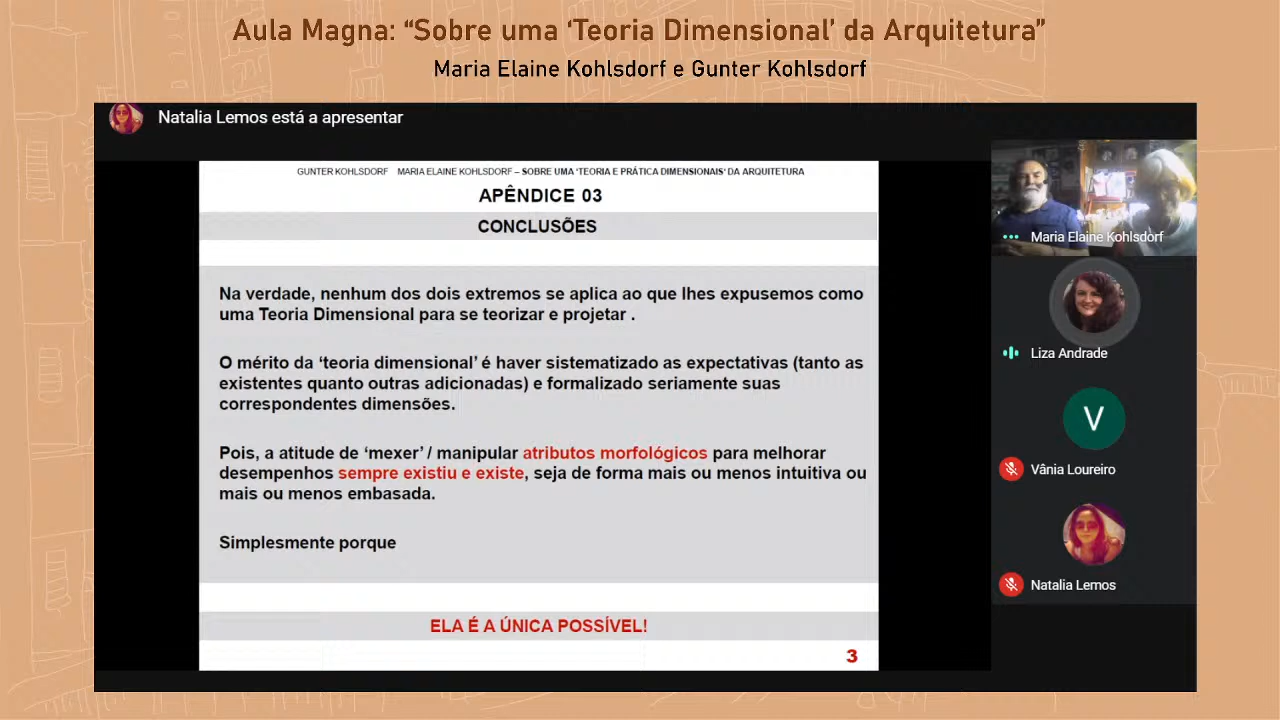 Aula Magna: “Sobre uma ‘Teoria Dimensional’ da Arquitetura”
Maria Elaine Kohlsdorf e Gunter Kohlsdorf
Natalia Lemos está a apresentar
GUNTER KOHLSDORF MARIA ELAINE KOHLSDORF – SOBRE UMA ‘TEORIA E PRÁTICA DIMENSIONAIS’ DA ARQUITETURA
APÊNDICE 03
CONCLUSÕES
Na verdade, nenhum dos dois extremos se aplica ao que lhes expusemos como
uma Teoria Dimensional para se teorizar e projetar .
O mérito da ‘teoria dimensional’ é haver sistematizado as expectativas (tanto as
existentes quanto outras adicionadas) e formalizado seriamente suas
correspondentes dimensões.
Pois, a atitude de ‘mexer’ / manipular atributos morfológicos para melhorar
desempenhos sempre existiu e existe, seja de forma mais ou menos intuitiva ou
mais ou menos embasada.
Simplesmente porque
ELA É A ÚNICA POSSÍVEL!
3
Maria Elaine Kohlsdorf
Liza Andrade
V
Vânia Loureiro
Natalia Lemos